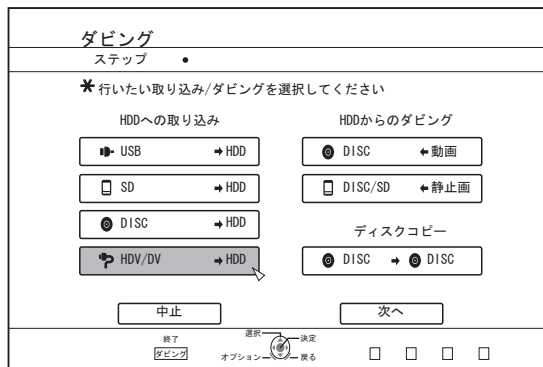 ダビング
ステップ
行いたい取り込み/ダビングを選択してください
HDDへの取り込み
USB ➡ HDD
SD ➡ HDD
DISC ➡ HDD
HDV/DV ➡ HDD
HDDからのダビング
DISC ⬅ 動画
DISC/SD ⬅ 静止画
ディスクコピー
DISC ➡ DISC
中止
次へ
終了
ダビング
選択
決定
オプション
戻る